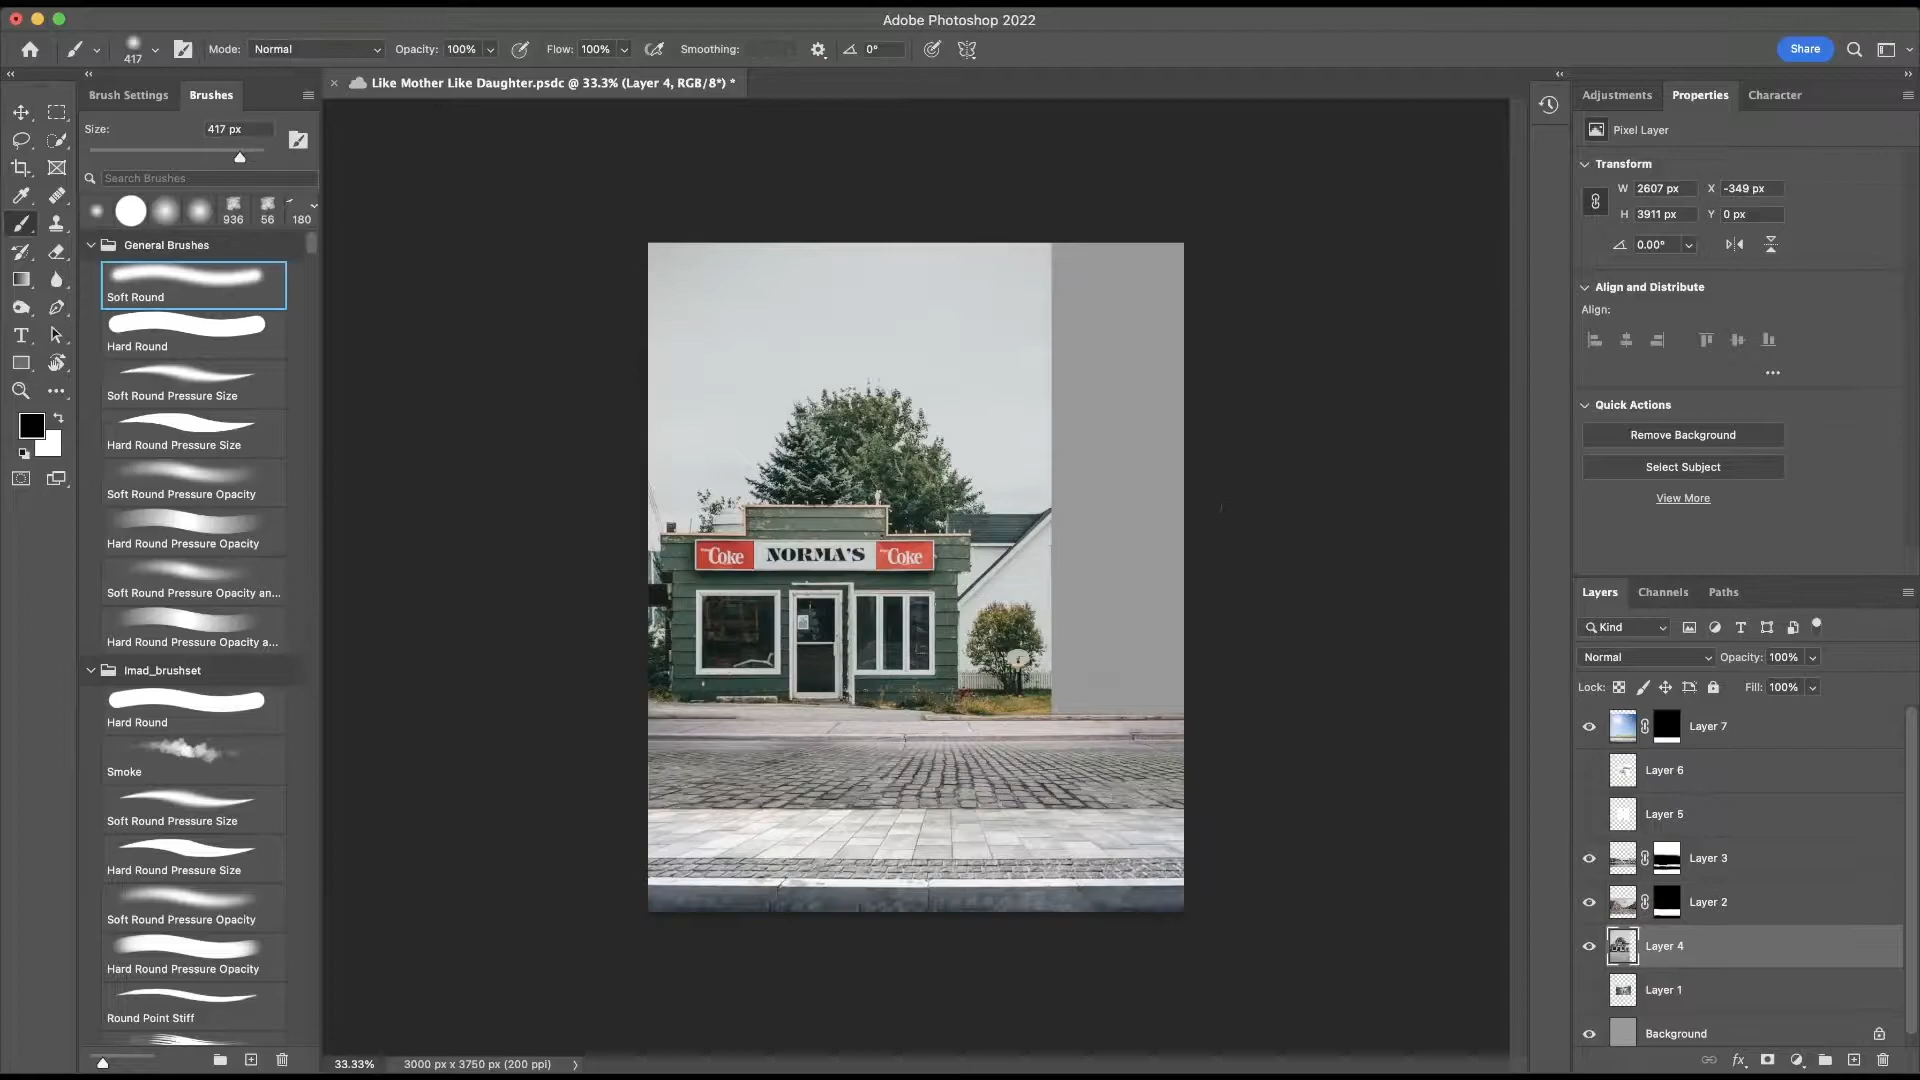 Adobe Photoshop 2022
417
Mode: Normal
Opacity: 100%
Flow: 100%
Smoothing:
0°
Share
Brush Settings
Brushes
Like Mother Like Daughter.psdc @ 33.3% (Layer 4, RGB/8*) *
Adjustments
Properties
Character
Size:
417 px
Search Brushes
936
56
180
General Brushes
Soft Round
Hard Round
Soft Round Pressure Size
Hard Round Pressure Size
Soft Round Pressure Opacity
Hard Round Pressure Opacity
Soft Round Pressure Opacity an...
Hard Round Pressure Opacity a...
Imad_brushset
Hard Round
Smoke
Soft Round Pressure Size
Hard Round Pressure Size
Soft Round Pressure Opacity
Hard Round Pressure Opacity
Round Point Stiff
Coke
NORMA'S
Coke
33.33%
3000 px x 3750 px (200 ppi)
Pixel Layer
Transform
W 2607 px X -349 px
H 3911 px Y 0 px
0.00°
Align and Distribute
Align:
Quick Actions
Remove Background
Select Subject
View More
Layers
Channels
Paths
Kind
Normal
Opacity: 100%
Lock:
Fill: 100%
Layer 7
Layer 6
Layer 5
Layer 3
Layer 2
Layer 4
Layer 1
Background